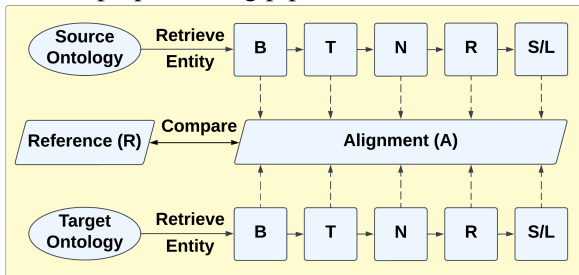 Source
Ontology
Retrieve
Entity
B
T
N
R
S/L
Reference (R)
Compare
Alignment (A)
Target
Ontology
Retrieve
Entity
B
T
N
R
S/L